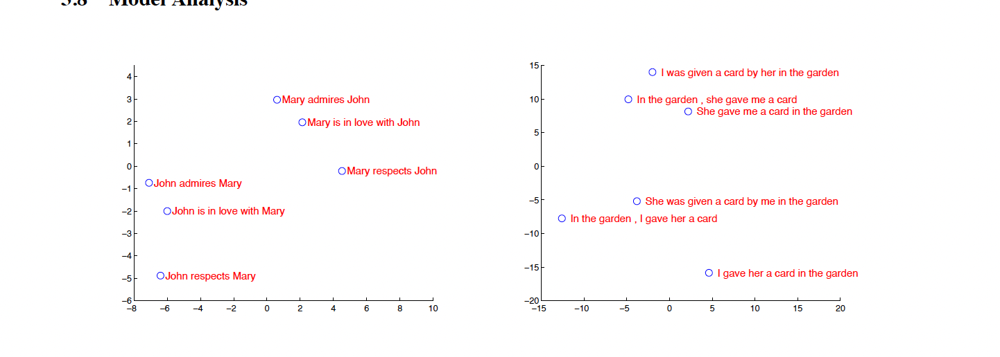 3.8 Model Analysis
4
3
2
1
0
−1
−2
−3
−4
−5
−6
−8
−6
−4
−2
0
2
4
6
8
10
Mary admires John
Mary is in love with John
Mary respects John
John admires Mary
John is in love with Mary
John respects Mary
15
10
5
0
−5
−10
−15
−20
−15
−10
−5
0
5
10
15
20
I was given a card by her in the garden
In the garden , she gave me a card
She gave me a card in the garden
She was given a card by me in the garden
In the garden , I gave her a card
I gave her a card in the garden